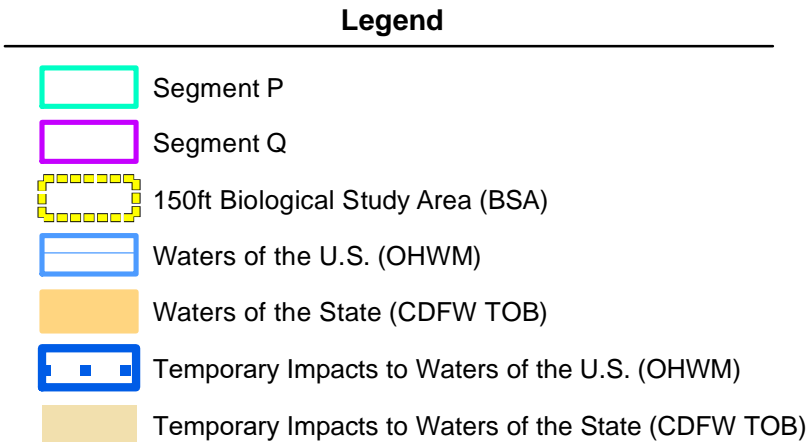 Legend
Segment P
Segment Q
150ft Biological Study Area (BSA)
Waters of the U.S. (OHWM)
Waters of the State (CDFW TOB)
Temporary Impacts to Waters of the U.S. (OHWM)
Temporary Impacts to Waters of the State (CDFW TOB)